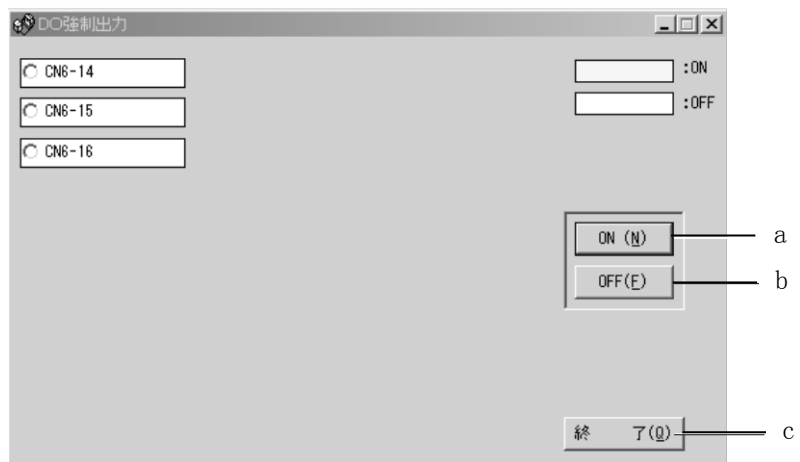 DO強制出力
CN6-14
CN6-15
CN6-16
:ON
:OFF
ON (N)
OFF(F)
終 了(Q)
a
b
c